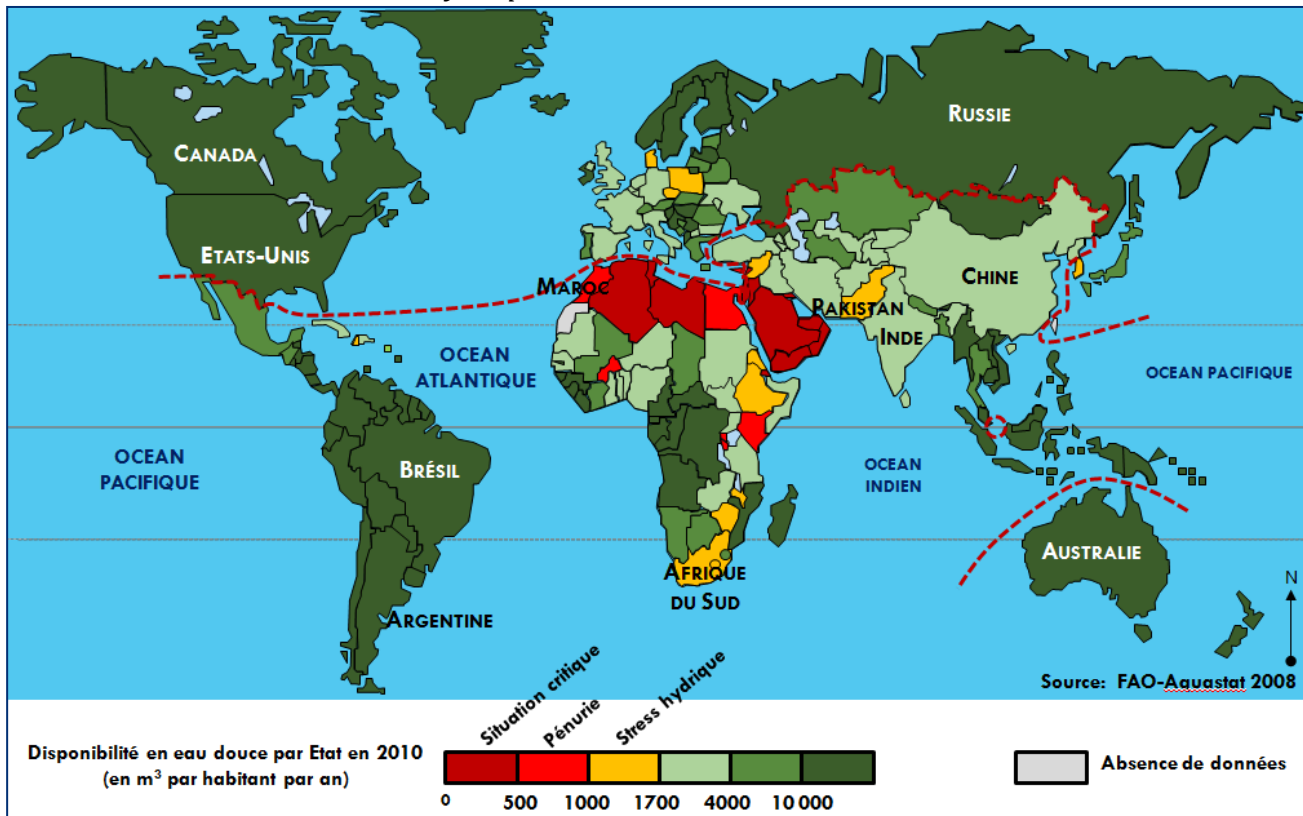 RUSSIE
CANADA
ETATS-UNIS
MAROC
CHINE
PAKISTAN
INDE
OCEAN
ATLANTIQUE
OCEAN PACIFIQUE
OCEAN
PACIFIQUE
BRÉSIL
OCEAN
INDIEN
AUSTRALIE
AFRIQUE
DU SUD
ARGENTINE
N
Source: FAO-Aquastat 2008
Situation critique
Pénurie
Stress hydrique
Disponibilité en eau douce par Etat en 2010
(en m³ par habitant par an)
0 500 1000 1700 4000 10 000
Absence de données